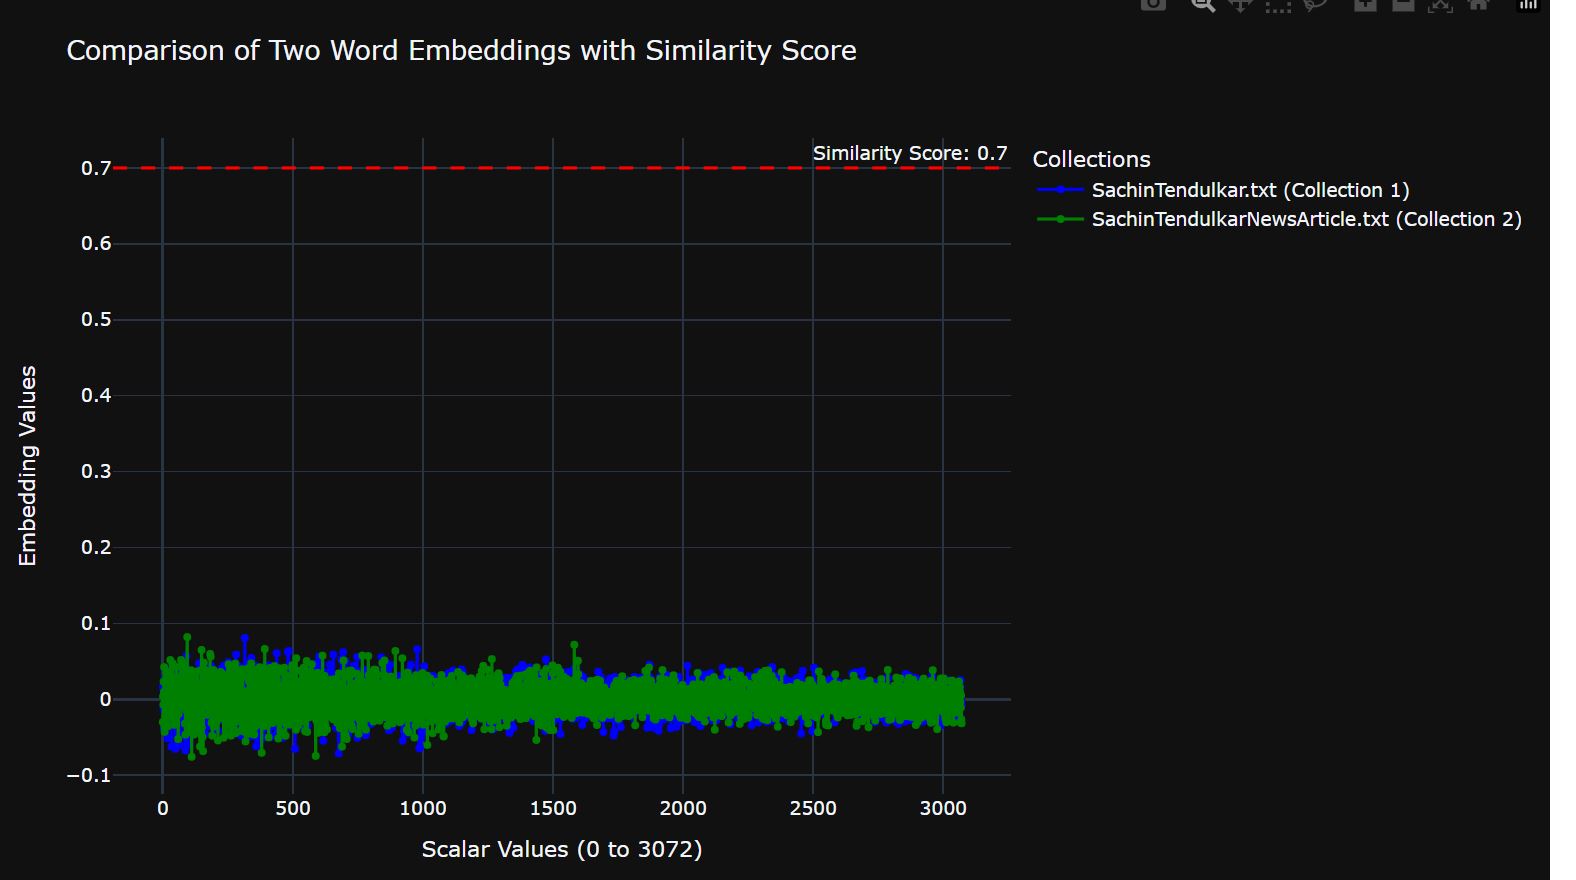 Comparison of Two Word Embeddings with Similarity Score
Similarity Score: 0.7
Collections
SachinTendulkar.txt (Collection 1)
SachinTendulkarNewsArticle.txt (Collection 2)
Embedding Values
0.7
0.6
0.5
0.4
0.3
0.2
0.1
0
−0.1
0 500 1000 1500 2000 2500 3000
Scalar Values (0 to 3072)